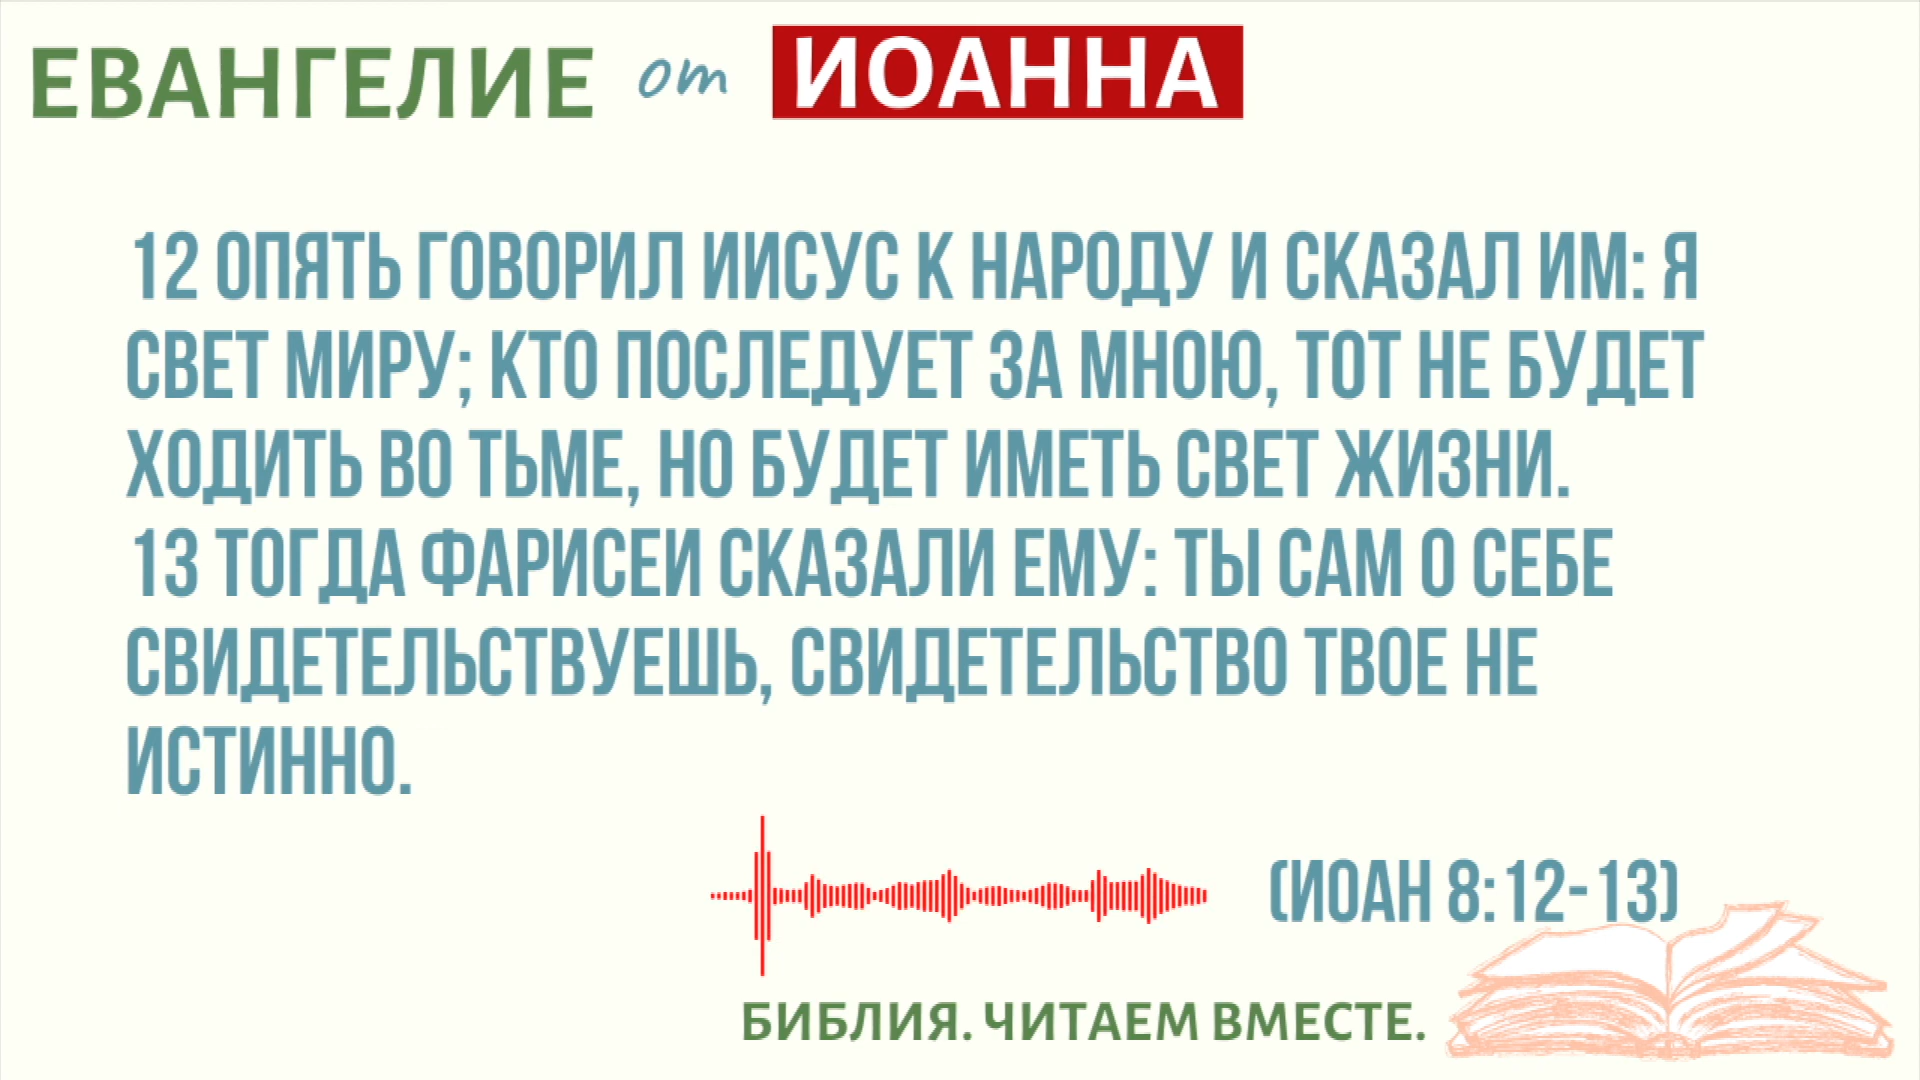 ЕВАНГЕЛИЕ от ИОАННА
12 ОПЯТЬ ГОВОРИЛ ИИСУС К НАРОДУ И СКАЗАЛ ИМ: Я
СВЕТ МИРУ; КТО ПОСЛЕДУЕТ ЗА МНОЮ, ТОТ НЕ БУДЕТ
ХОДИТЬ ВО ТЬМЕ, НО БУДЕТ ИМЕТЬ СВЕТ ЖИЗНИ.
13 ТОГДА ФАРИСЕИ СКАЗАЛИ ЕМУ: ТЫ САМ О СЕБЕ
СВИДЕТЕЛЬСТВУЕШЬ, СВИДЕТЕЛЬСТВО ТВОЕ НЕ
ИСТИННО.
(ИОАН 8:12-13)
БИБЛИЯ. ЧИТАЕМ ВМЕСТЕ.